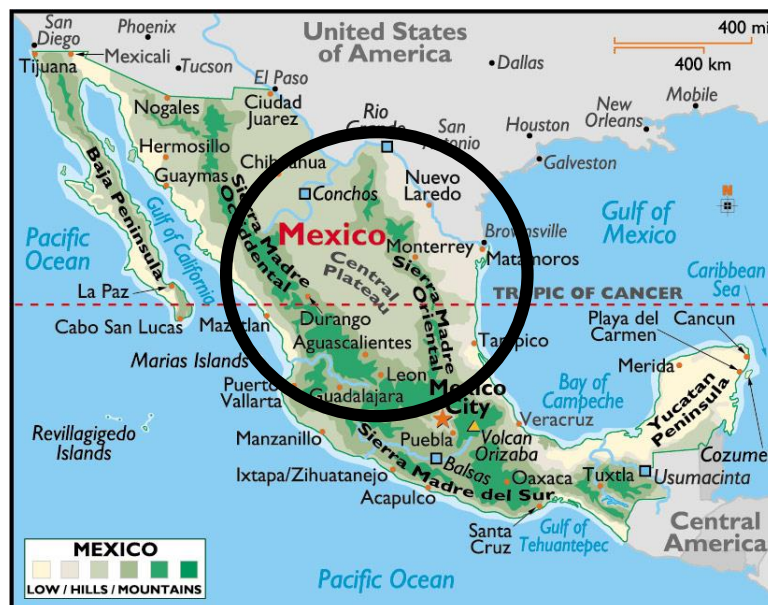 San
Diego
Phoenix
United States
of America
400 mi
400 km
Tijuana
Mexicali
Tucson
El Paso
Dallas
Nogales
Ciudad
Juarez
Rio
Grande
San
Antonio
Houston
New
Orleans
Mobile
Galveston
Hermosillo
Guaymas
Chihuahua
Conchos
Nuevo
Laredo
Baja Peninsula
Gulf of California
Sierra Madre
Occidental
Mexico
Central
Plateau
Monterrey
Sierra Madre
Oriental
Brownsville
Matamoros
N
Gulf of
Mexico
Pacific
Ocean
La Paz
Cabo San Lucas
TROPIC OF CANCER
Caribbean
Sea
Mazatlan
Durango
Aguascalientes
Tampico
Playa del
Carmen
Cancun
Marias Islands
Leon
Merida
Puerto
Vallarta
Guadalajara
Mexico
City
Bay of
Campeche
Yucatan
Peninsula
Revillagigedo
Islands
Manzanillo
Puebla
Volcan
Orizaba
Veracruz
Cozume
Ixtapa/Zihuatanejo
Balsas
Sierra Madre del Sur
Oaxaca
Tuxtla
Usumacinta
Acapulco
Santa
Cruz
Gulf of
Tehuantepec
Central
America
Pacific Ocean
MEXICO
LOW / HILLS / MOUNTAINS